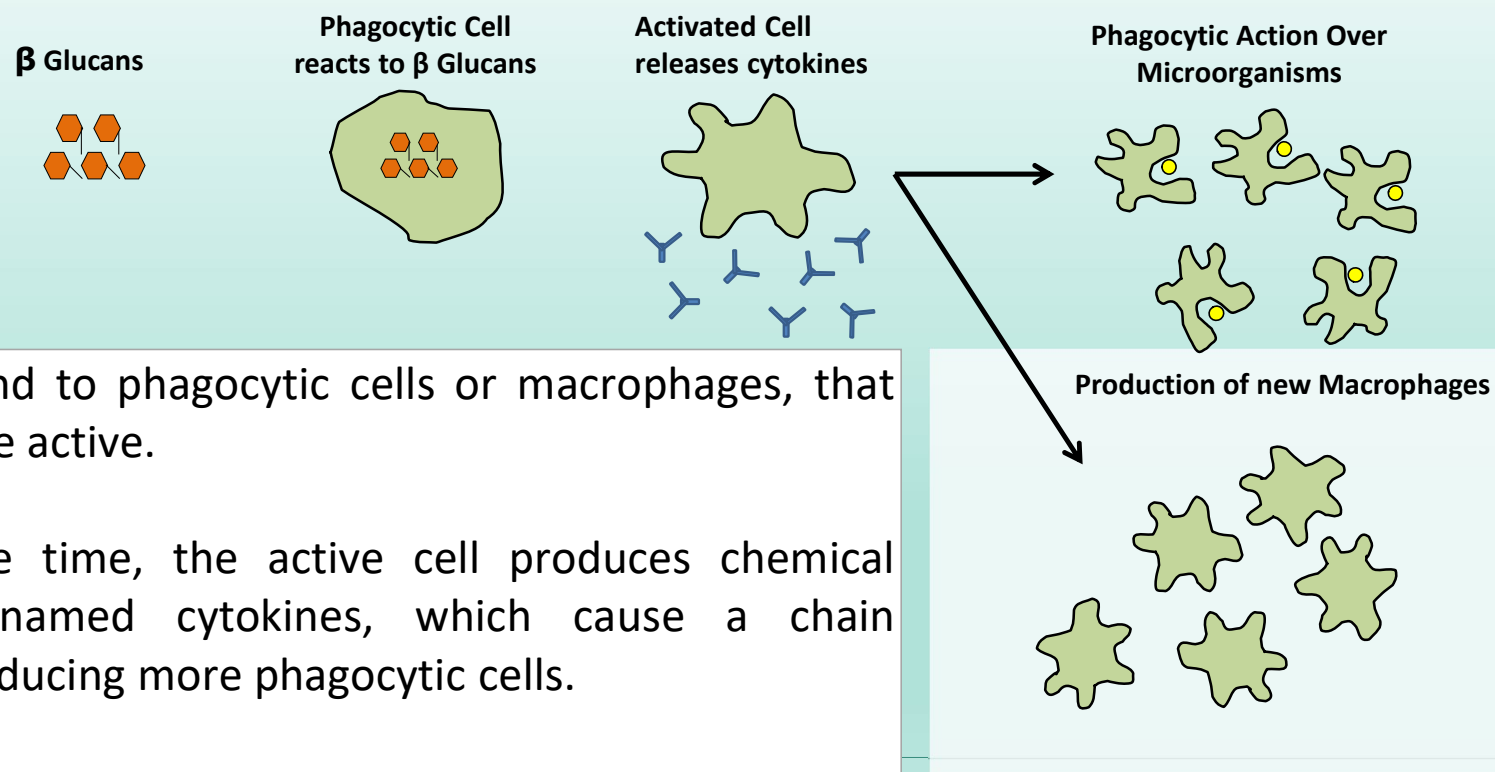 β Glucans
Phagocytic Cell
reacts to β Glucans
Activated Cell
releases cytokines
Phagocytic Action Over
Microorganisms
to phagocytic cells or macrophages, that
active.
time, the active cell produces chemical
named cytokines, which cause a chain
more phagocytic cells.
Production of new Macrophages